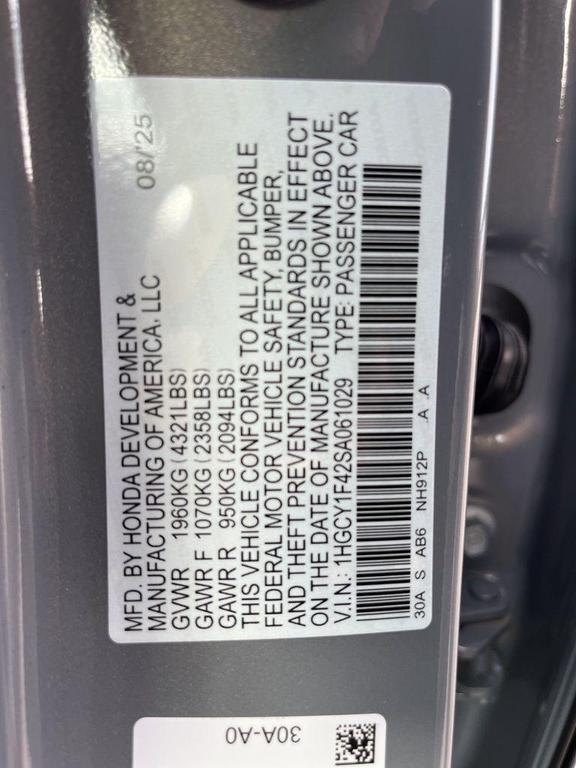 08/'25
MFD. BY HONDA DEVELOPMENT &
MANUFACTURING OF AMERICA, LLC
GVWR 1960KG (4321LBS)
GAWR F 1070KG (2358LBS)
GAWR R 950KG (2094LBS)
THIS VEHICLE CONFORMS TO ALL APPLICABLE
FEDERAL MOTOR VEHICLE SAFETY, BUMPER,
AND THEFT PREVENTION STANDARDS IN EFFECT
ON THE DATE OF MANUFACTURE SHOWN ABOVE.
V.I.N.: 1HGCY1F42SA061029 TYPE: PASSENGER CAR
30A S AB6 NH912P .A .A
30A-A0